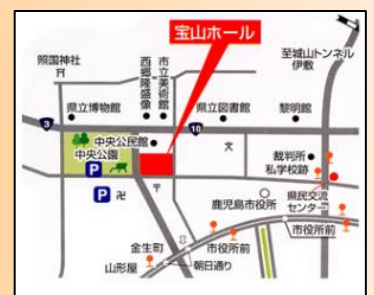 宝山ホール
至城山トンネル
伊敷
照国神社
西郷隆盛像
市立美術館
県立博物館
県立図書館
黎明館
3
10
中央公民館
中央公園
P
P
文
裁判所
私学校跡
県民交流
センター
鹿児島市役所
市役所前
市役所前
金生町
朝日通り
山形屋